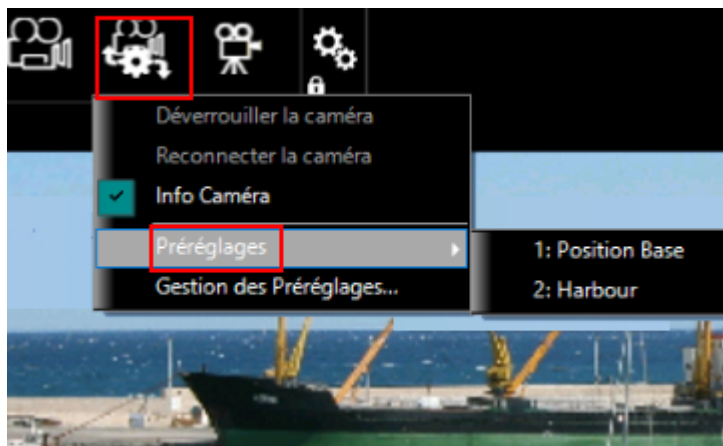 Déverrouiller la caméra
Reconnecter la caméra
Info Caméra
Préréglages
1: Position Base
Gestion des Préréglages...
2: Harbour